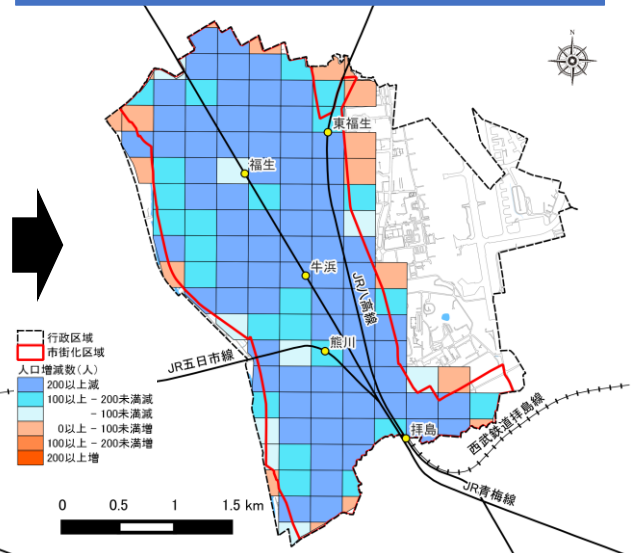 N
東福生
福生
牛浜
JR八高線
熊川
JR五日市線
拝島
西武鉄道拝島線
JR青梅線
行政区域
市街化区域
人口増減数(人)
200以上減
100以上 - 200未満減
- 100未満減
0以上 - 100未満増
100以上 - 200未満増
200以上増
0 0.5 1 1.5 km